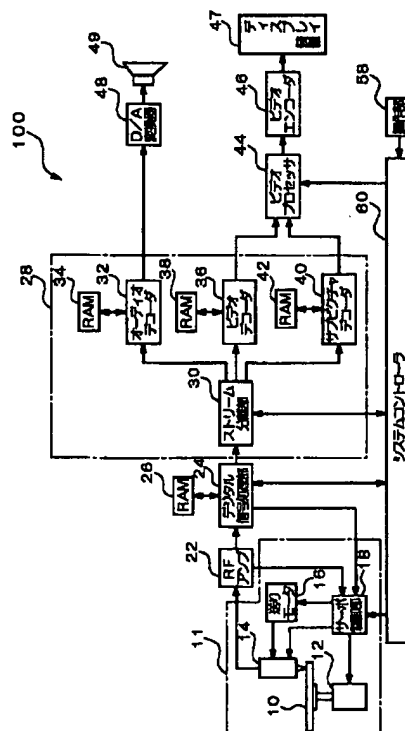 100
49
48
D/A
変換器
47
ディスプレイ
装置
46
ビデオエンコーダ
44
ビデオ
プロセッサ
58
操作部
60
システムコントローラ
28
34
RAM
32
オーディオ
デコーダ
38
RAM
36
ビデオ
デコーダ
42
RAM
40
サブピクチャ
デコーダ
30
ストリーム
分離部
26
RAM
24
デジタル
信号処理部
22
RF
アンプ
11
14
16
送り
モータ
18
サーボ
制御部
10
12